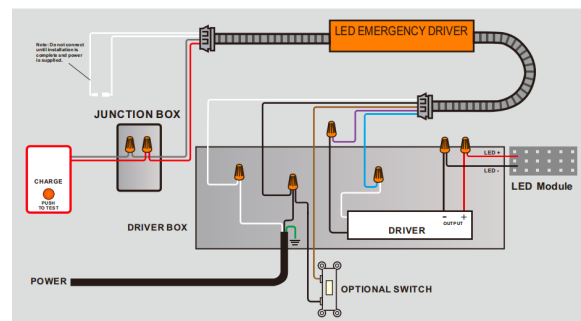 LED EMERGENCY DRIVER
Note: Do not connect
until installation is
complete and power
is supplied.
JUNCTION BOX
CHARGE
PUSH
TO TEST
LED +
LED -
LED Module
DRIVER BOX
- +
OUTPUT
DRIVER
POWER
OPTIONAL SWITCH